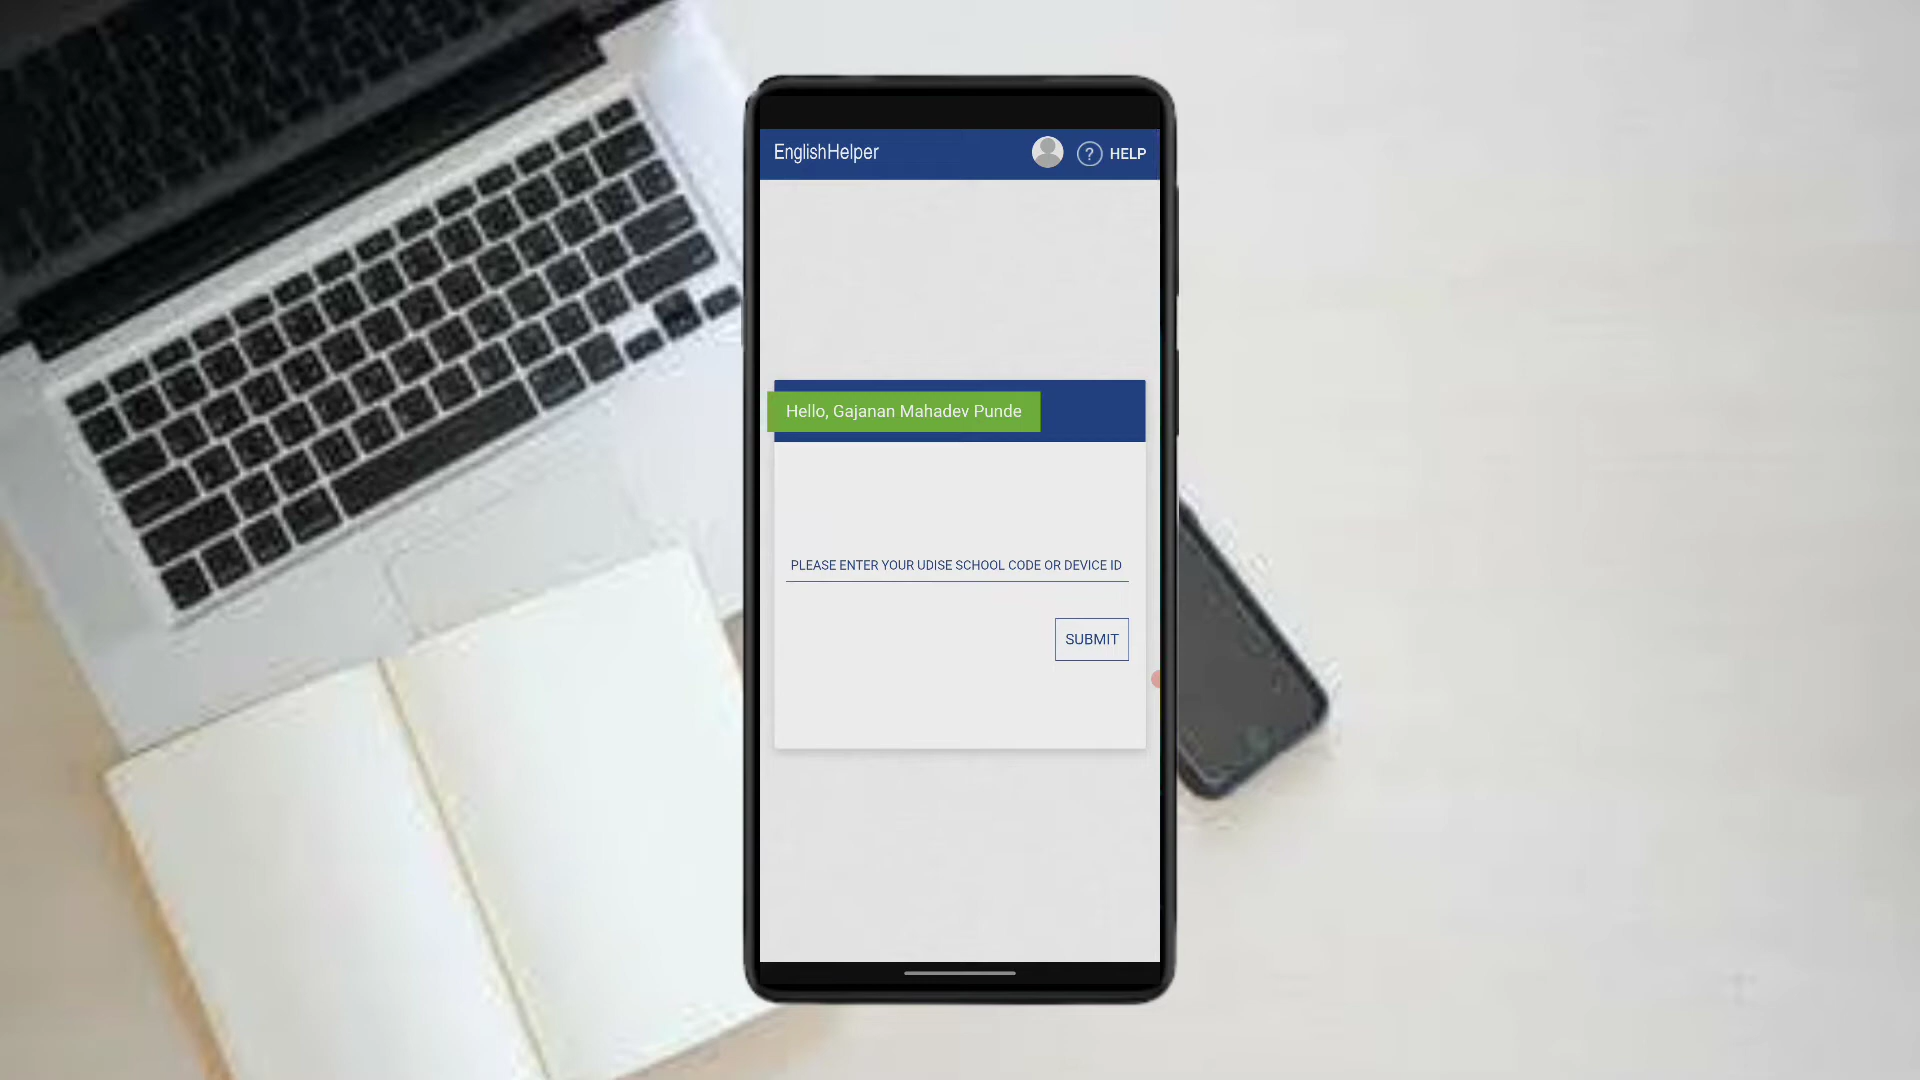 EnglishHelper
? HELP
Hello, Gajanan Mahadev Punde
PLEASE ENTER YOUR UDISE SCHOOL CODE OR DEVICE ID
SUBMIT